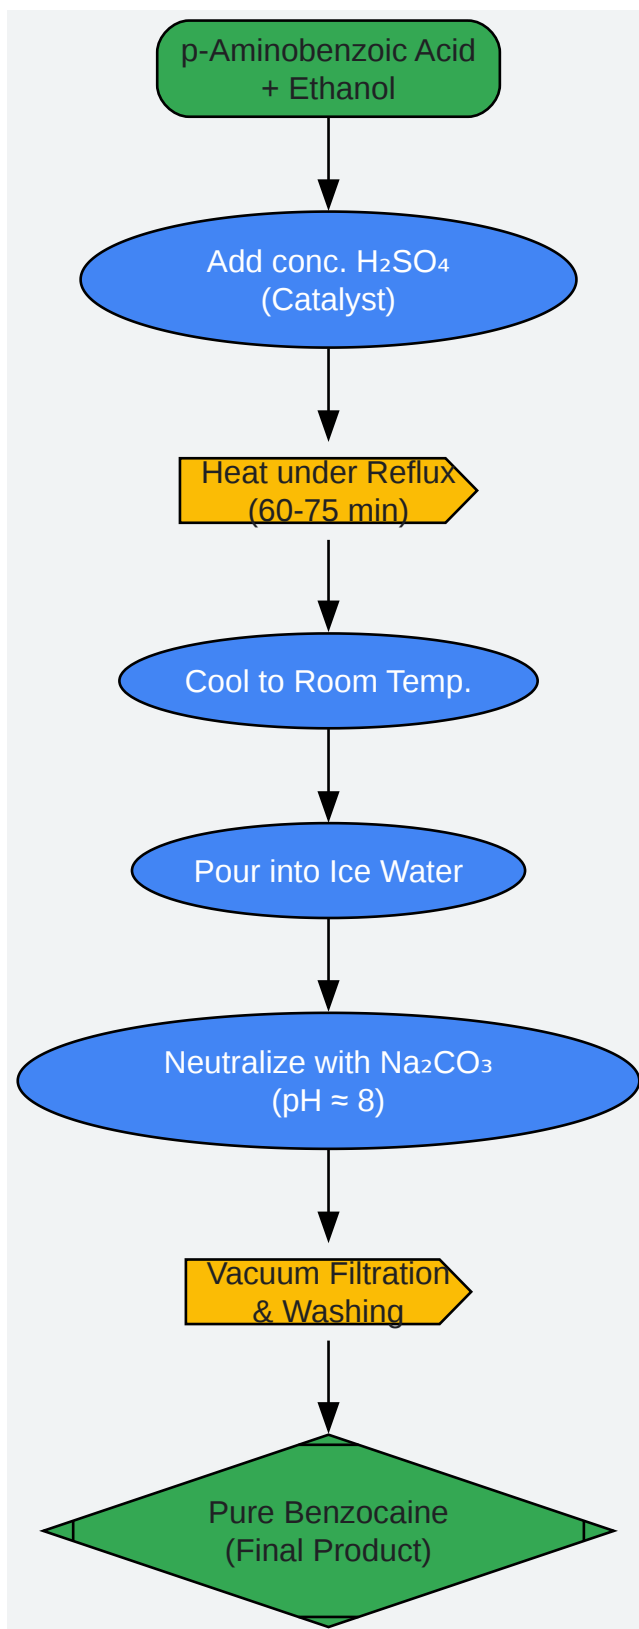 p-Aminobenzoic Acid
+ Ethanol
Add conc. H₂SO₄
(Catalyst)
Heat under Reflux
(60-75 min)
Cool to Room Temp.
Pour into Ice Water
Neutralize with Na₂CO₃
(pH ≈ 8)
Vacuum Filtration
& Washing
Pure Benzocaine
(Final Product)